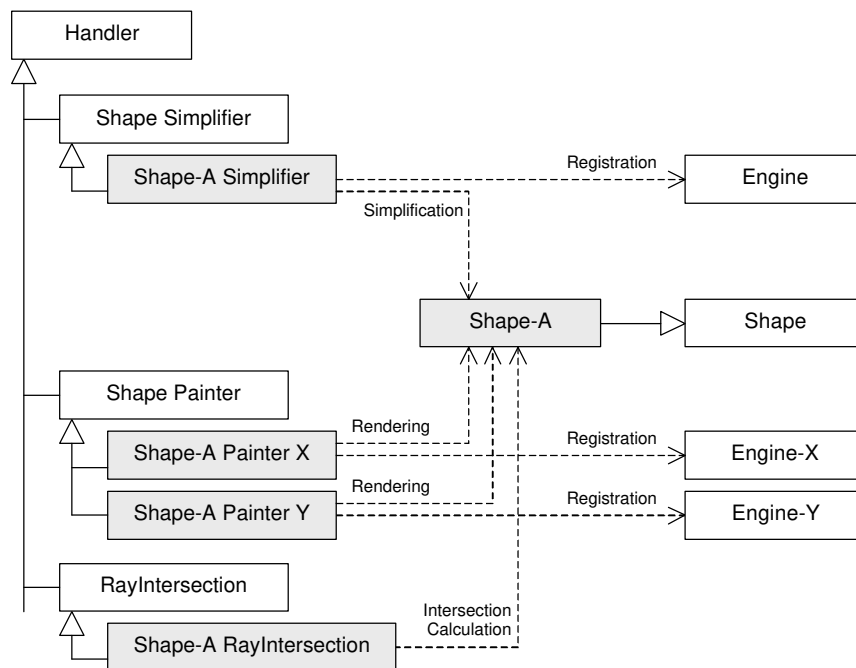 Handler
Shape Simplifier
Shape-A Simplifier
Registration
Engine
Simplification
Shape-A
Shape
Shape Painter
Rendering
Shape-A Painter X
Registration
Engine-X
Rendering
Shape-A Painter Y
Registration
Engine-Y
RayIntersection
Intersection
Calculation
Shape-A RayIntersection